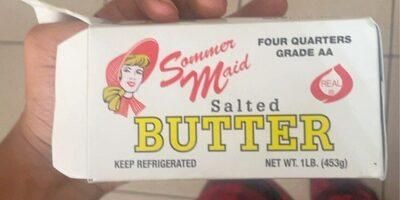 Sommer
Maid
FOUR QUARTERS
GRADE AA
REAL
Salted
BUTTER
KEEP REFRIGERATED
NET WT. 1LB. (453g)